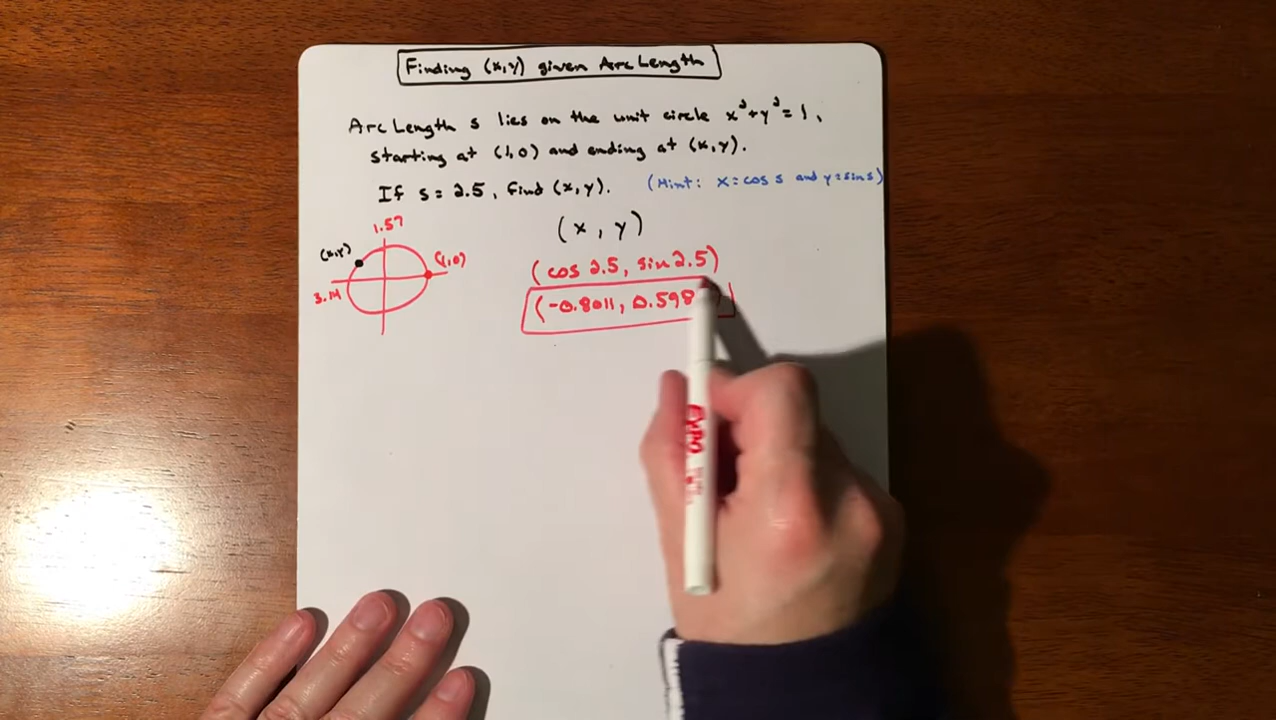 Finding (x,y) given Arc Length
Arc Length s lies on the unit circle x²+y²=1,
starting at (1,0) and ending at (x,y).
If s = 2.5, find (x,y). (Hint: x=cos s and y=sin s)
1.57
(x,y)
(1,0)
3.14
(x, y)
(cos 2.5, sin 2.5)
(-0.8011, 0.598
EXPO